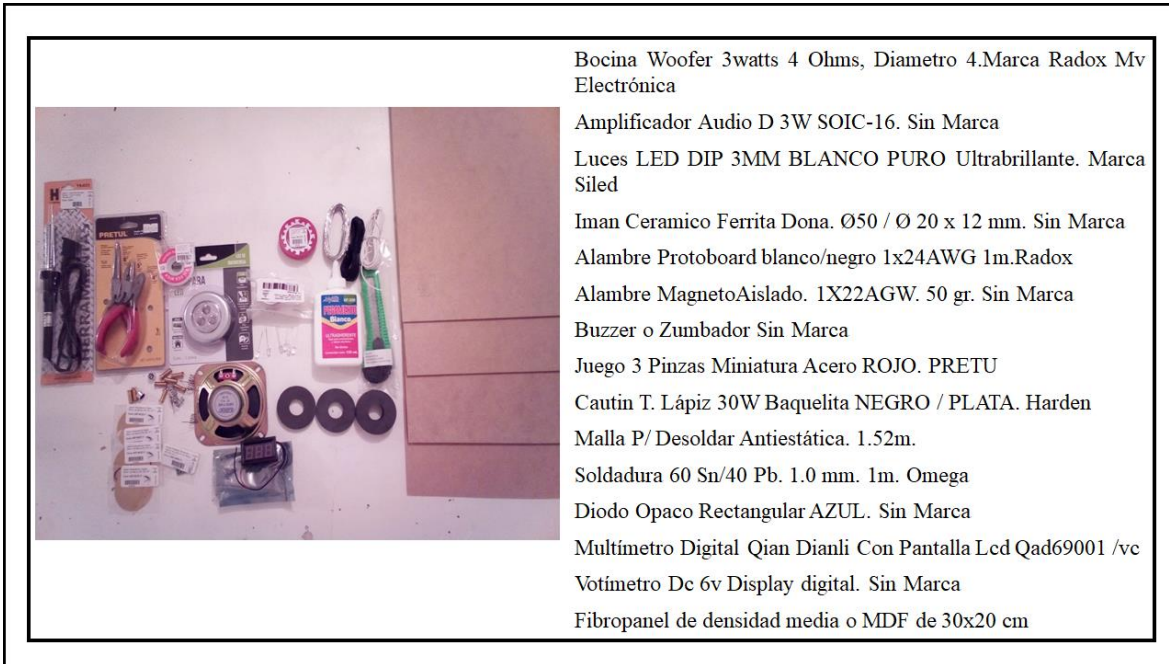 Bocina Woofer 3watts 4 Ohms, Diametro 4.Marca Radox Mv
Electrónica
Amplificador Audio D 3W SOIC-16. Sin Marca
Luces LED DIP 3MM BLANCO PURO Ultrabrillante. Marca
Siled
Iman Ceramico Ferrita Dona. Ø50 / Ø 20 x 12 mm. Sin Marca
Alambre Protoboard blanco/negro 1x24AWG 1m.Radox
Alambre MagnetoAislado. 1X22AGW. 50 gr. Sin Marca
Buzzer o Zumbador Sin Marca
Juego 3 Pinzas Miniatura Acero ROJO. PRETU
Cautin T. Lápiz 30W Baquelita NEGRO / PLATA. Harden
Malla P/ Desoldar Antiestática. 1.52m.
Soldadura 60 Sn/40 Pb. 1.0 mm. 1m. Omega
Diodo Opaco Rectangular AZUL. Sin Marca
Multímetro Digital Qian Dianli Con Pantalla Lcd Qad69001 /vc
Votímetro Dc 6v Display digital. Sin Marca
Fibropanel de densidad media o MDF de 30x20 cm
PRETUL
Blanco